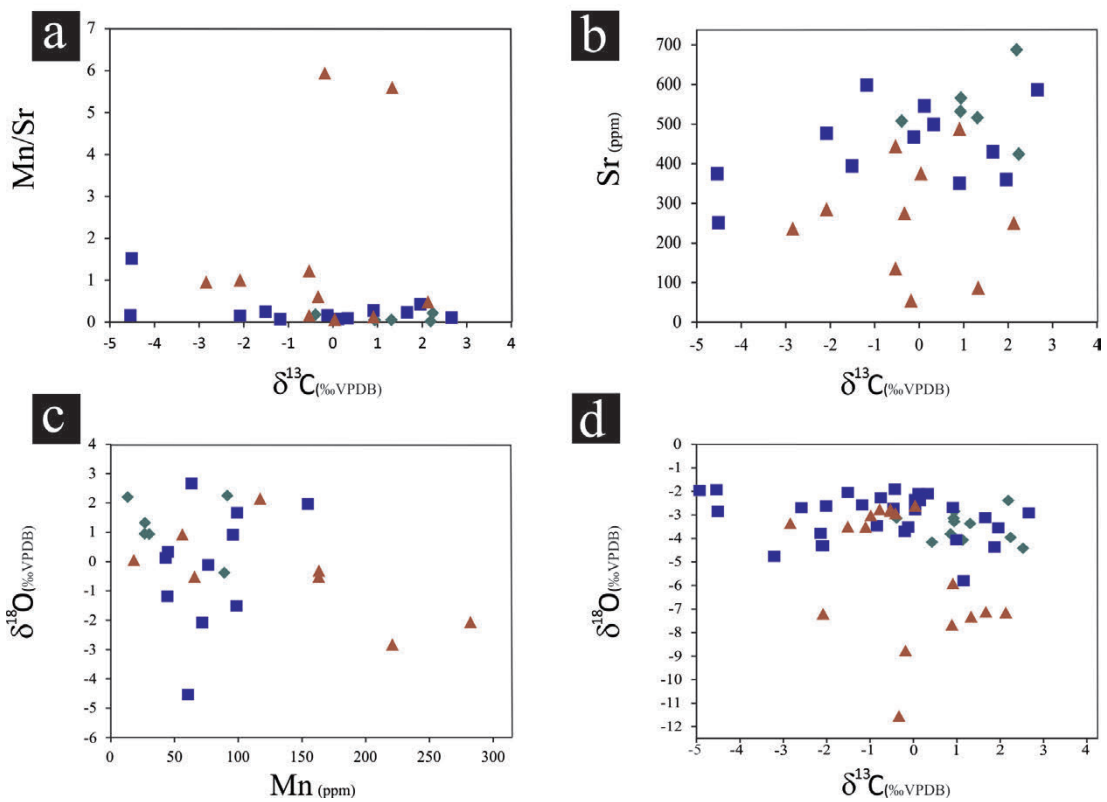 a
7
6
5
4
3
2
1
0
Mn/Sr
-5 -4 -3 -2 -1 0 1 2 3 4
δ¹³C(‰VPDB)
b
700
600
500
400
300
200
100
0
Sr (ppm)
-5 -4 -3 -2 -1 0 1 2 3 4
δ¹³C(‰VPDB)
c
4
3
2
1
0
-1
-2
-3
-4
-5
-6
δ¹⁸O(‰VPDB)
0 50 100 150 200 250 300
Mn (ppm)
d
0
-1
-2
-3
-4
-5
-6
-7
-8
-9
-10
-11
-12
δ¹⁸O(‰VPDB)
-5 -4 -3 -2 -1 0 1 2 3 4
δ¹³C(‰VPDB)